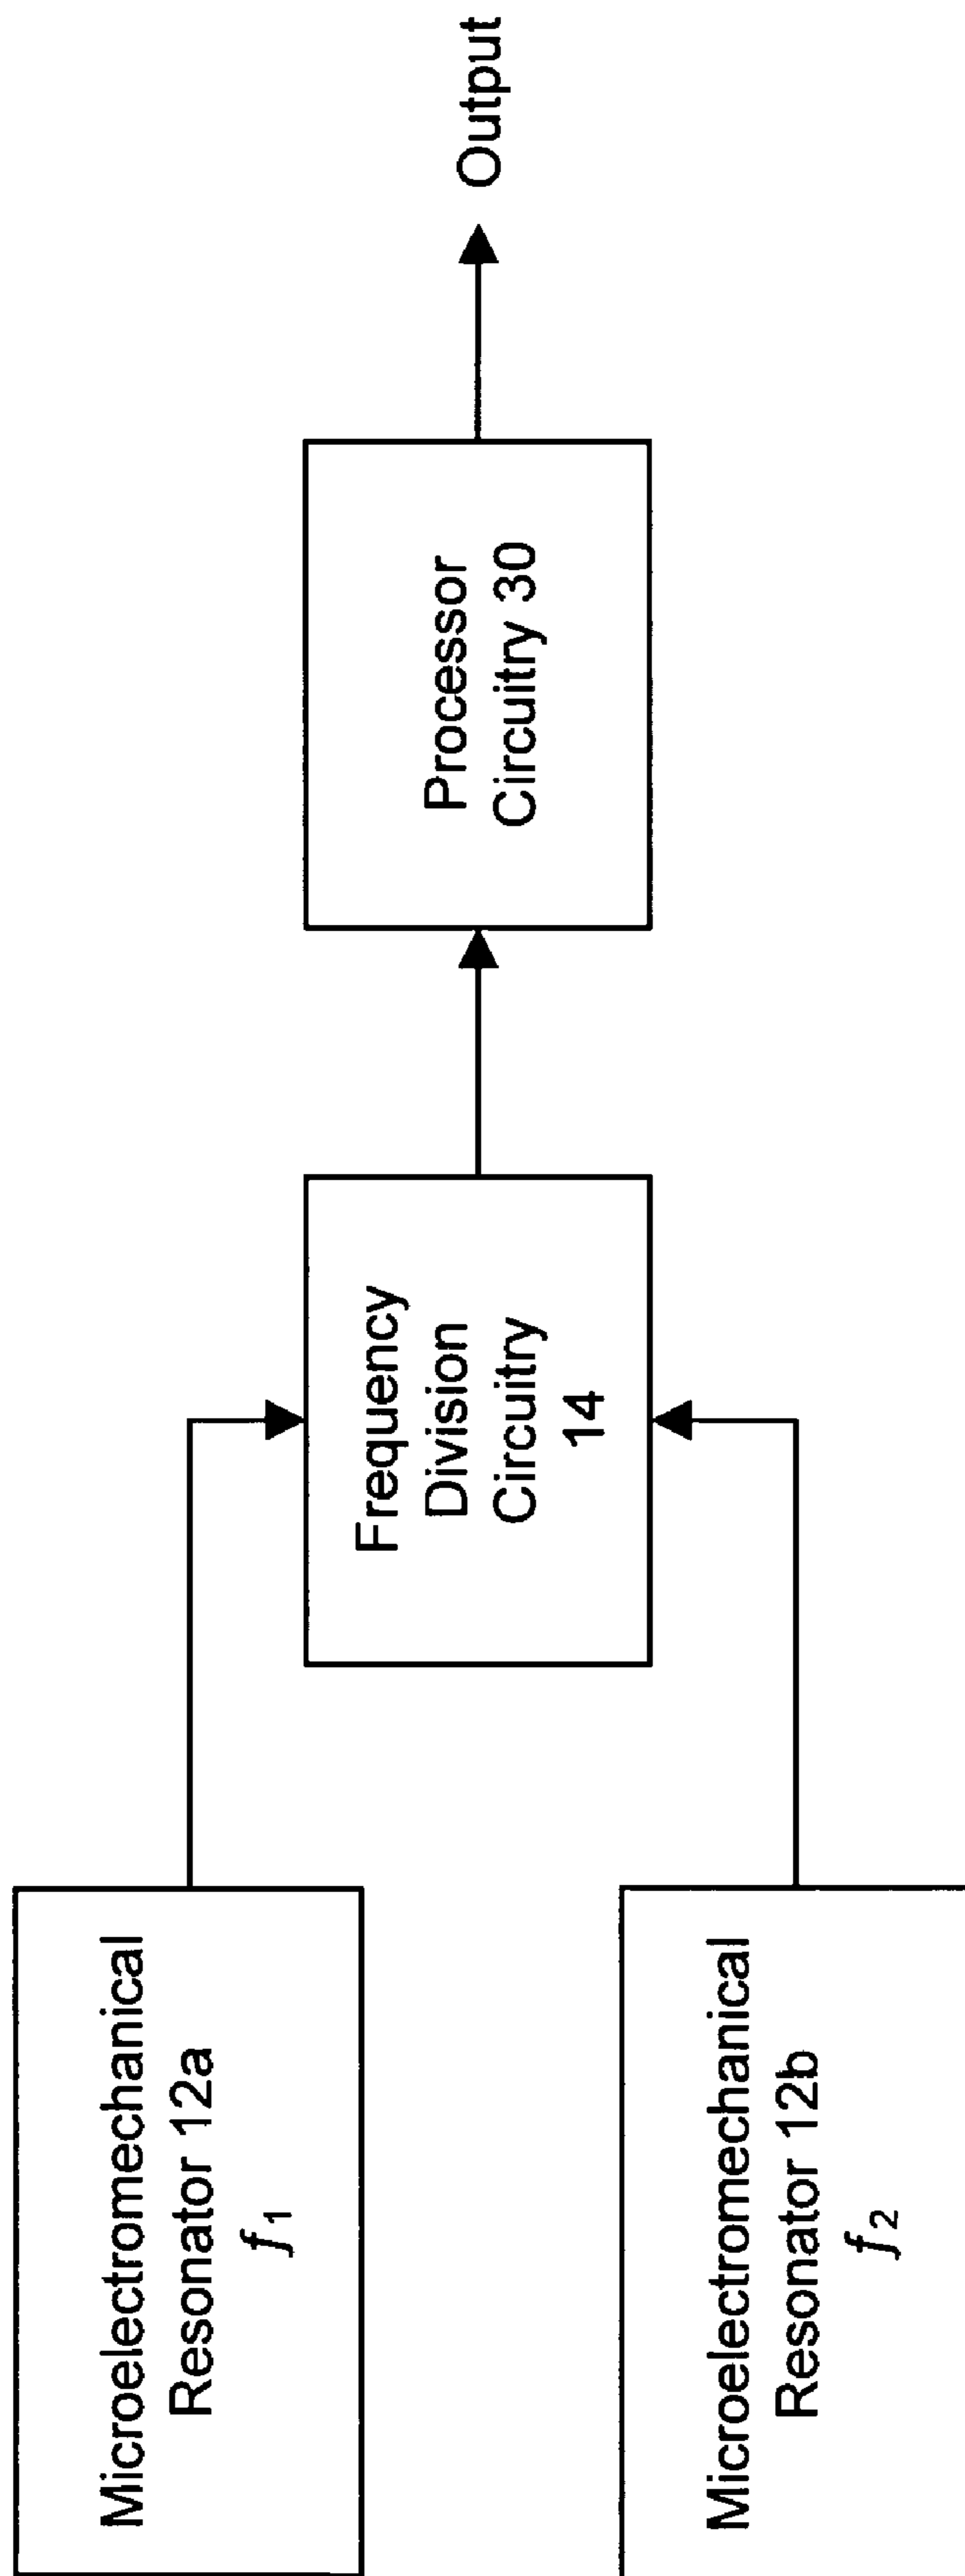 Microelectromechanical
Resonator 12a
f1
Microelectromechanical
Resonator 12b
f2
Frequency
Division
Circuitry
14
Processor
Circuitry 30
Output